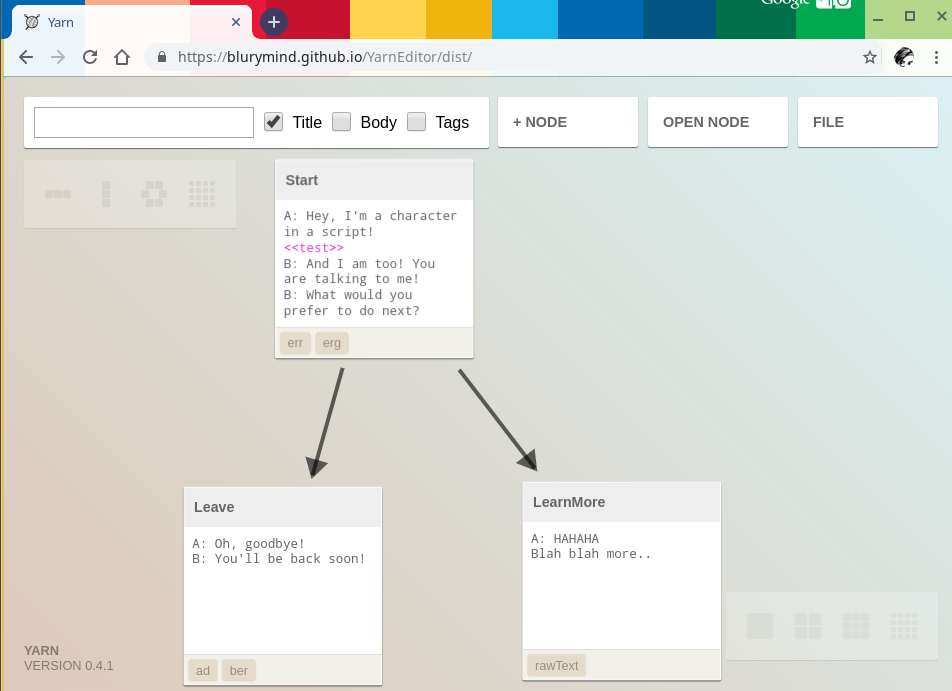 Google
Yarn
https://blurymind.github.io/YarnEditor/dist/
Title
Body
Tags
+ NODE
OPEN NODE
FILE
Start
A: Hey, I'm a character
in a script!
<<test>>
B: And I am too! You
are talking to me!
B: What would you
prefer to do next?
err
erg
Leave
A: Oh, goodbye!
B: You'll be back soon!
ad
ber
LearnMore
A: HAHAHA
Blah blah more..
rawText
YARN
VERSION 0.4.1